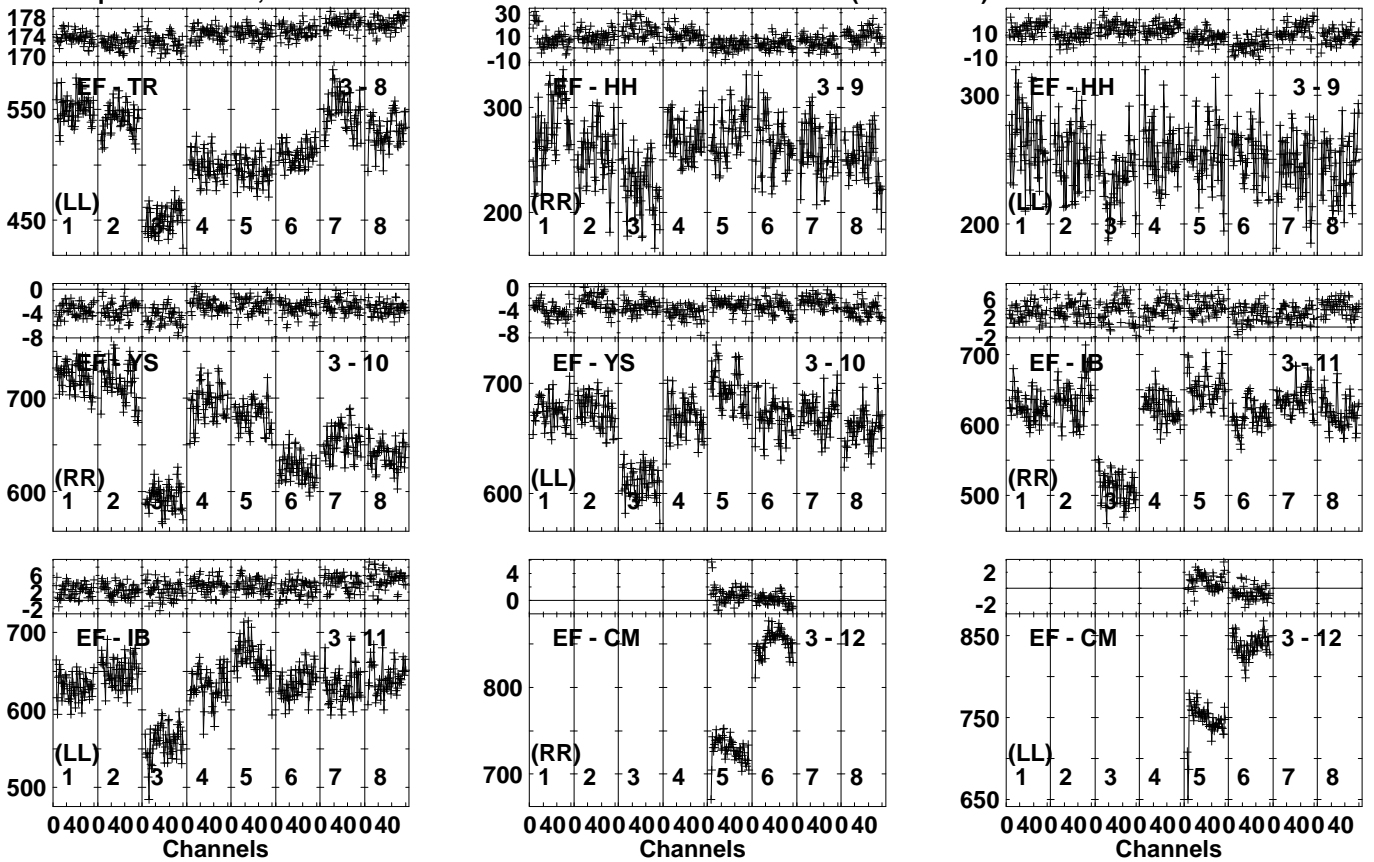 178 174 170
EF - TR 3 - 8
550
450
(LL)
1 2 3 4 5 6 7 8
30 10 -10
EF - HH 3 - 9
300
200
(RR)
1 2 3 4 5 6 7 8
10 -10
EF - HH 3 - 9
300
200
(LL)
1 2 3 4 5 6 7 8
0 -4 -8
EF - YS 3 - 10
700
600
(RR)
1 2 3 4 5 6 7 8
0 -4 -8
EF - YS 3 - 10
700
600
(LL)
1 2 3 4 5 6 7 8
6 2 -2
EF - IB 3 - 11
700
600
500
(RR)
1 2 3 4 5 6 7 8
6 2 -2
EF - IB 3 - 11
700
600
500
(LL)
1 2 3 4 5 6 7 8
0 40 0 40 0 40 0 40 0 40 0 40 0 40 0 40
Channels
4 0
EF - CM 3 - 12
800
700
(RR)
1 2 3 4 5 6 7 8
0 40 0 40 0 40 0 40 0 40 0 40 0 40 0 40
Channels
2 -2
EF - CM 3 - 12
850
750
650
(LL)
1 2 3 4 5 6 7 8
0 40 0 40 0 40 0 40 0 40 0 40 0 40 0 40
Channels